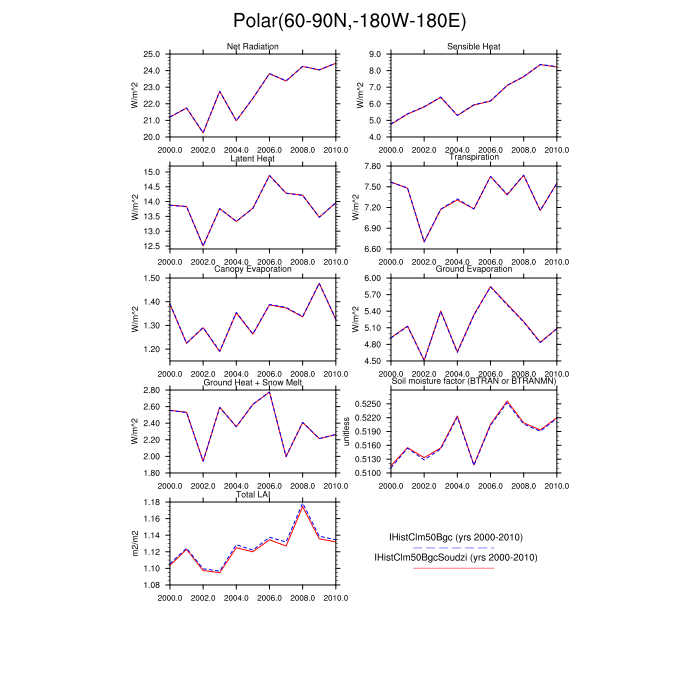 Polar(60-90N,-180W-180E)
Net Radiation
W/m^2
25.0
24.0
23.0
22.0
21.0
20.0
2000.0 2002.0 2004.0 2006.0 2008.0 2010.0
Sensible Heat
W/m^2
9.0
8.0
7.0
6.0
5.0
4.0
2000.0 2002.0 2004.0 2006.0 2008.0 2010.0
Latent Heat
W/m^2
15.0
14.5
14.0
13.5
13.0
12.5
2000.0 2002.0 2004.0 2006.0 2008.0 2010.0
Transpiration
W/m^2
7.80
7.50
7.20
6.90
6.60
2000.0 2002.0 2004.0 2006.0 2008.0 2010.0
Canopy Evaporation
W/m^2
1.50
1.40
1.30
1.20
2000.0 2002.0 2004.0 2006.0 2008.0 2010.0
Ground Evaporation
W/m^2
6.00
5.70
5.40
5.10
4.80
4.50
2000.0 2002.0 2004.0 2006.0 2008.0 2010.0
Ground Heat + Snow Melt
W/m^2
2.80
2.60
2.40
2.20
2.00
1.80
2000.0 2002.0 2004.0 2006.0 2008.0 2010.0
Soil moisture factor (BTRAN or BTRANMN)
unitless
0.5250
0.5220
0.5190
0.5160
0.5130
0.5100
2000.0 2002.0 2004.0 2006.0 2008.0 2010.0
Total LAI
m2/m2
1.18
1.16
1.14
1.12
1.10
1.08
2000.0 2002.0 2004.0 2006.0 2008.0 2010.0
IHistClm50Bgc (yrs 2000-2010)
IHistClm50BgcSoudzi (yrs 2000-2010)